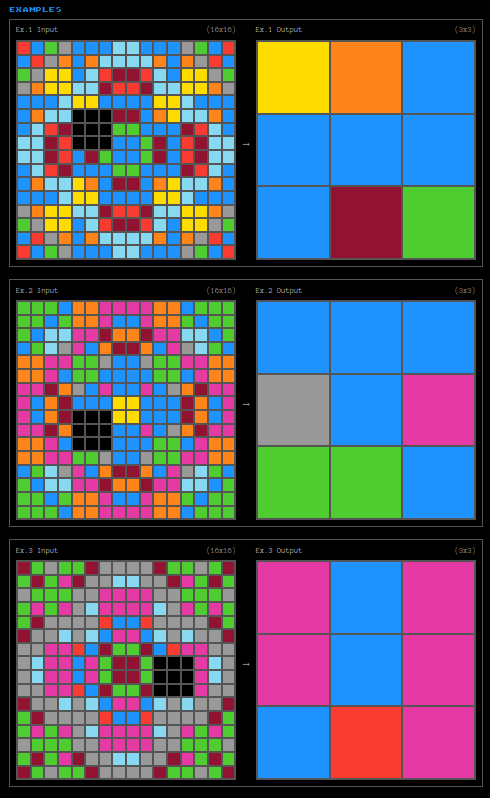 EXAMPLES
Ex.1 Input (16x16) Ex.1 Output (3x3)
→
Ex.2 Input (16x16) Ex.2 Output (3x3)
→
Ex.3 Input (16x16) Ex.3 Output (3x3)
→